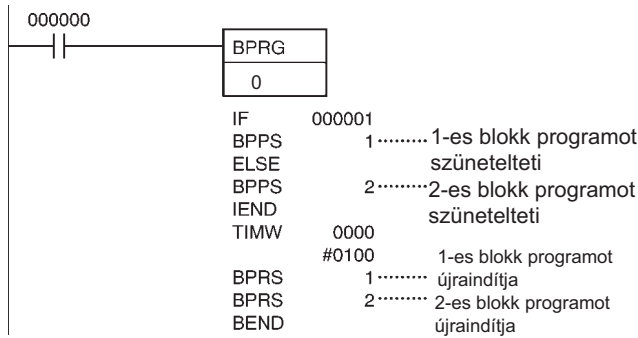 000000
BPRG
0
IF 000001
BPPS 1 ......... 1-es blokk programot
ELSE szünetelteti
BPPS 2 ......... 2-es blokk programot
IEND szünetelteti
TIMW 0000
#0100 1-es blokk programot
BPRS 1 ......... újraindítja
BPRS 2 ......... 2-es blokk programot
BEND újraindítja